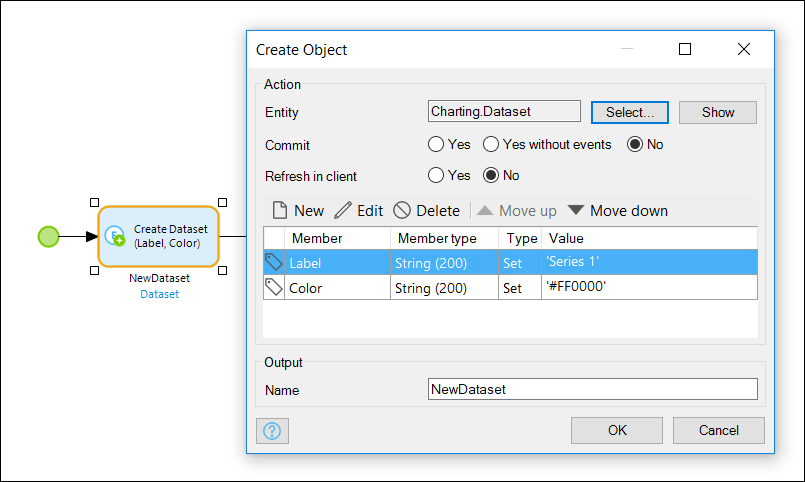 Create Object
Action
Entity Charting.Dataset Select... Show
Commit Yes Yes without events No
Refresh in client Yes No
New Edit Delete Move up Move down
Member Member type Type Value
Label String (200) Set 'Series 1'
Color String (200) Set '#FF0000'
Output
Name NewDataset
? OK Cancel
Create Dataset
(Label, Color)
NewDataset
Dataset